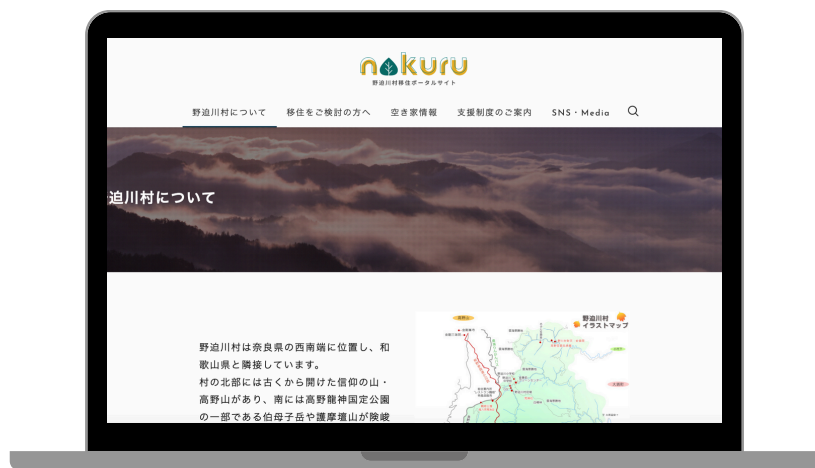 nokuru
野迫川村移住ポータルサイト
野迫川村について 移住をご検討の方へ 空き家情報 支援制度のご案内 SNS・Media
迫川村について
野迫川村は奈良県の西南端に位置し、和
歌山県と隣接しています。
村の北部には古くから開けた信仰の山・
高野山があり、南には高野龍神国定公園
の一部である伯母子岳や護摩壇山が険峻
野迫川村
イラストマップ